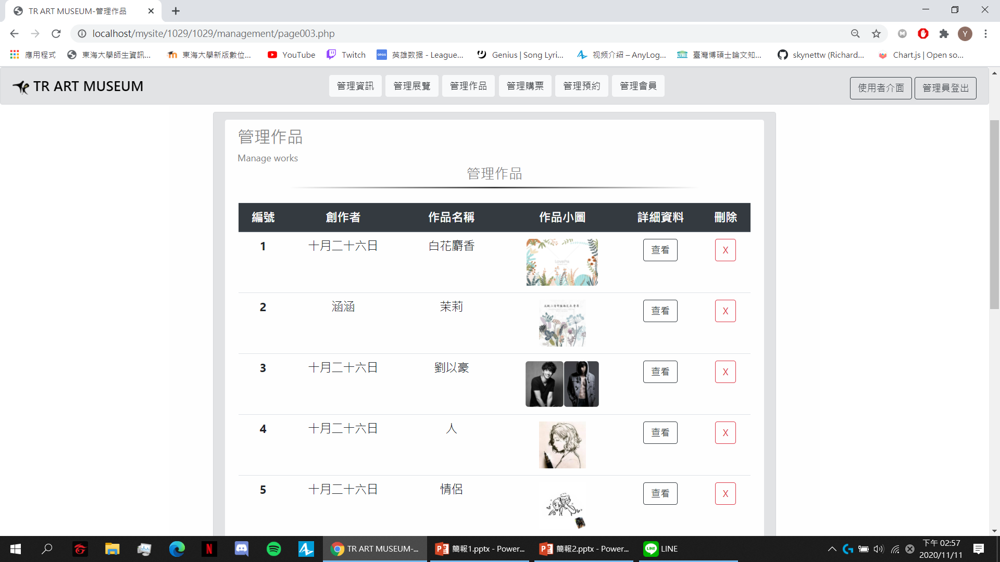 TR ART MUSEUM-管理作品
localhost/mysite/1029/1029/management/page003.php
Y
應用程式 東海大學師生資訊... 東海大學新版數位... YouTube Twitch 英雄数据 - League... Genius | Song Lyri... 视频介绍 – AnyLog... 臺灣博碩士論文知... skynettw (Richard... Chart.js | Open so...
TR ART MUSEUM 管理資訊 管理展覽 管理作品 管理購票 管理預約 管理會員 使用者介面 管理員登出
管理作品
Manage works
管理作品
編號 創作者 作品名稱 作品小圖 詳細資料 刪除
1 十月二十六日 白花麝香 查看 X
2 涵涵 茉莉 查看 X
3 十月二十六日 劉以豪 查看 X
4 十月二十六日 人 查看 X
5 十月二十六日 情侶 查看 X
TR ART MUSEUM-... 簡報1.pptx - Power... 簡報2.pptx - Power... LINE
下午 02:57
2020/11/11